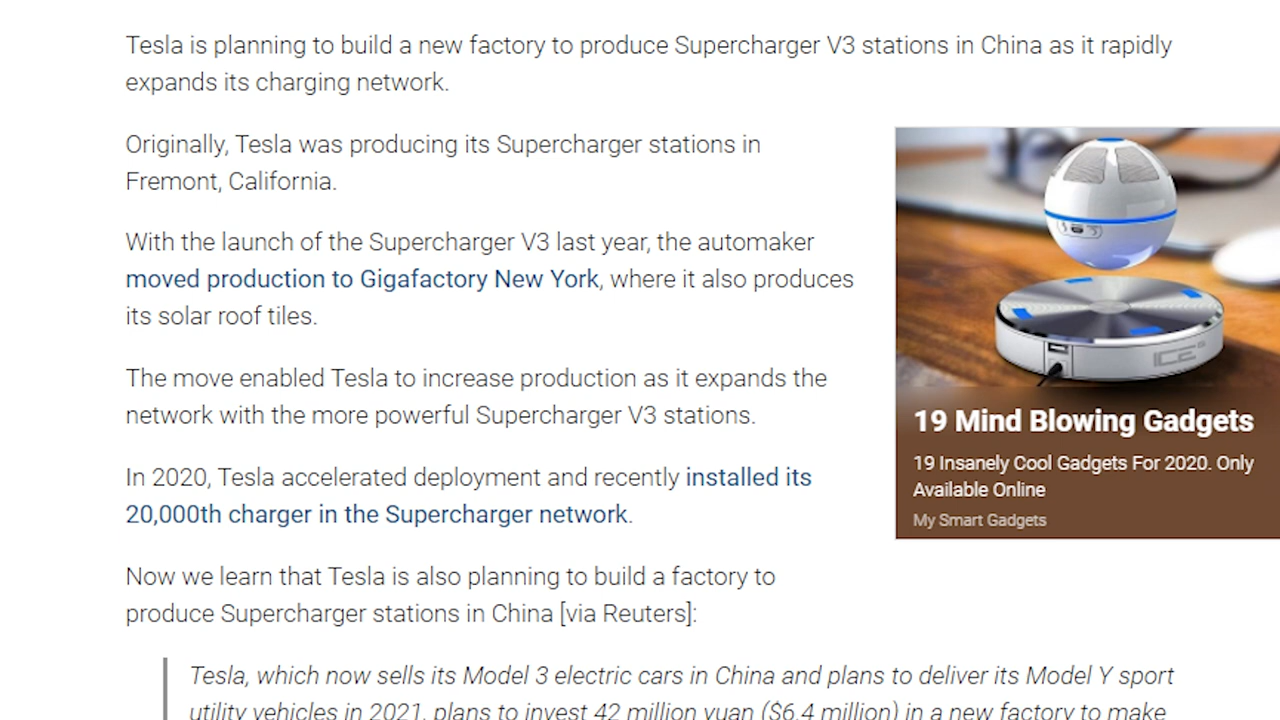 Tesla is planning to build a new factory to produce Supercharger V3 stations in China as it rapidly
expands its charging network.
Originally, Tesla was producing its Supercharger stations in
Fremont, California.
With the launch of the Supercharger V3 last year, the automaker
moved production to Gigafactory New York, where it also produces
its solar roof tiles.
The move enabled Tesla to increase production as it expands the
network with the more powerful Supercharger V3 stations.
In 2020, Tesla accelerated deployment and recently installed its
20,000th charger in the Supercharger network.
Now we learn that Tesla is also planning to build a factory to
produce Supercharger stations in China [via Reuters]:
Tesla, which now sells its Model 3 electric cars in China and plans to deliver its Model Y sport
utility vehicles in 2021, plans to invest 42 million yuan ($6.4 million) in a new factory to make
ICE
19 Mind Blowing Gadgets
19 Insanely Cool Gadgets For 2020. Only
Available Online
My Smart Gadgets